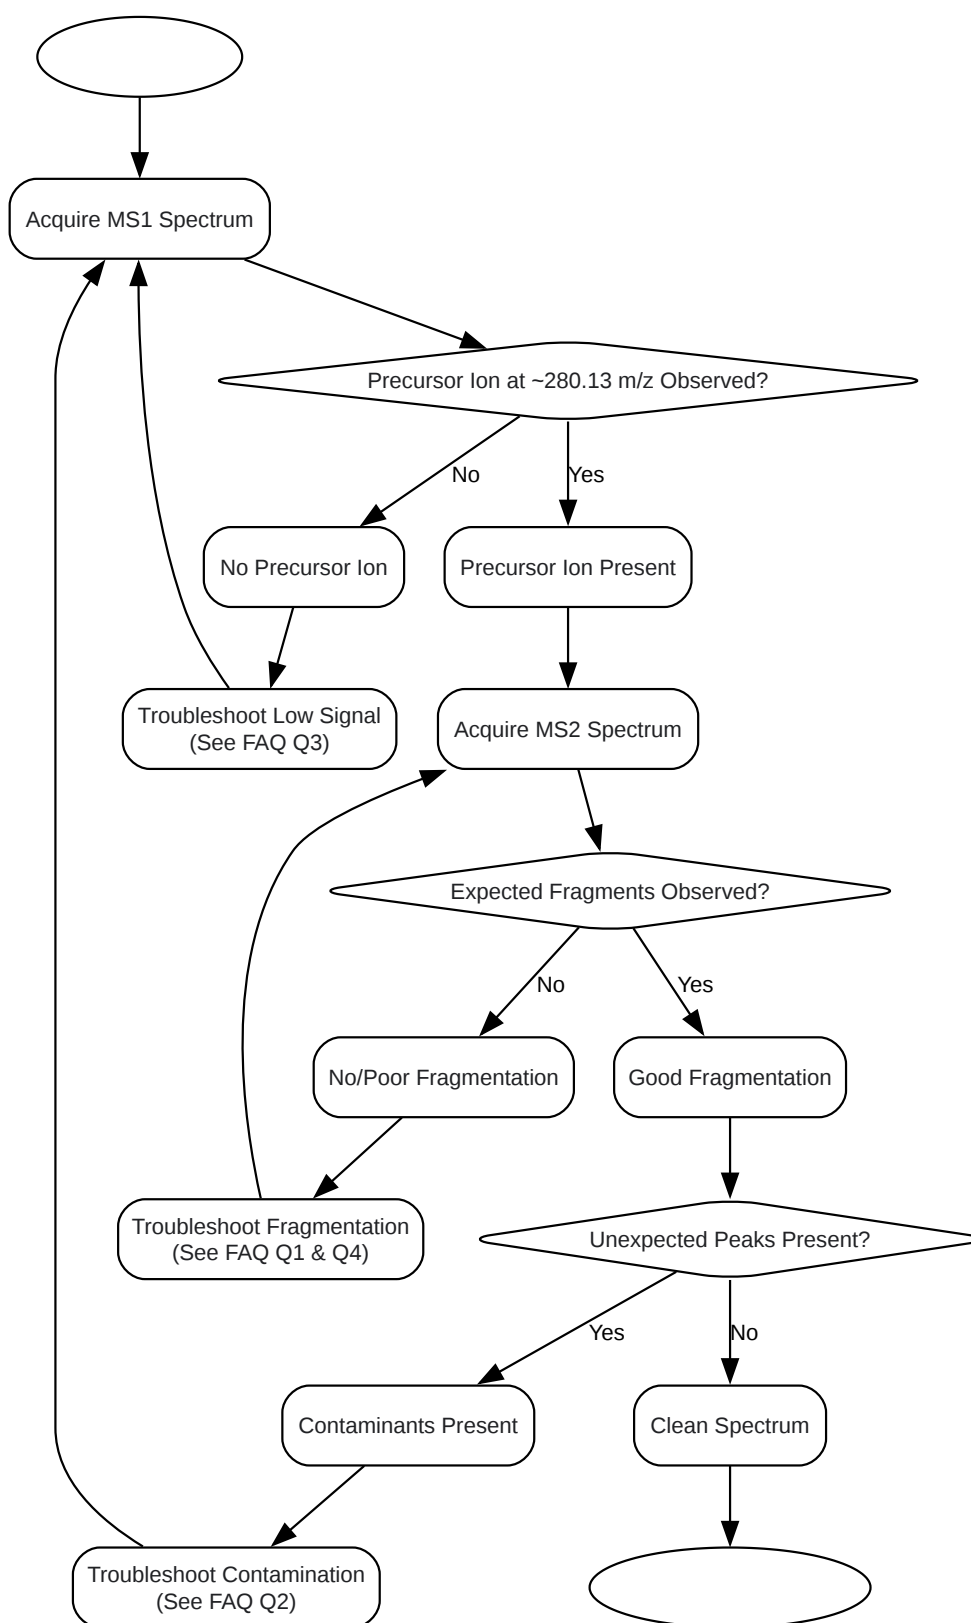 Acquire MS1 Spectrum
Precursor Ion at ~280.13 m/z Observed?
No
Yes
No Precursor Ion
Precursor Ion Present
Troubleshoot Low Signal
(See FAQ Q3)
Acquire MS2 Spectrum
Expected Fragments Observed?
No
Yes
No/Poor Fragmentation
Good Fragmentation
Troubleshoot Fragmentation
(See FAQ Q1 & Q4)
Unexpected Peaks Present?
Yes
No
Contaminants Present
Clean Spectrum
Troubleshoot Contamination
(See FAQ Q2)